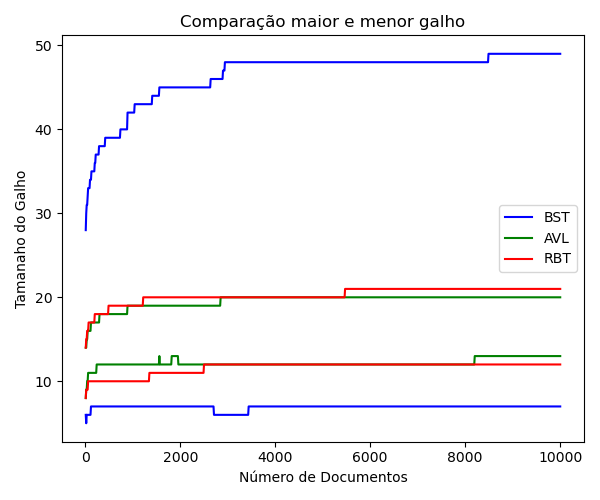 Comparação maior e menor galho
Tamanaho do Galho
50
40
30
20
10
BST
AVL
RBT
0 2000 4000 6000 8000 10000
Número de Documentos